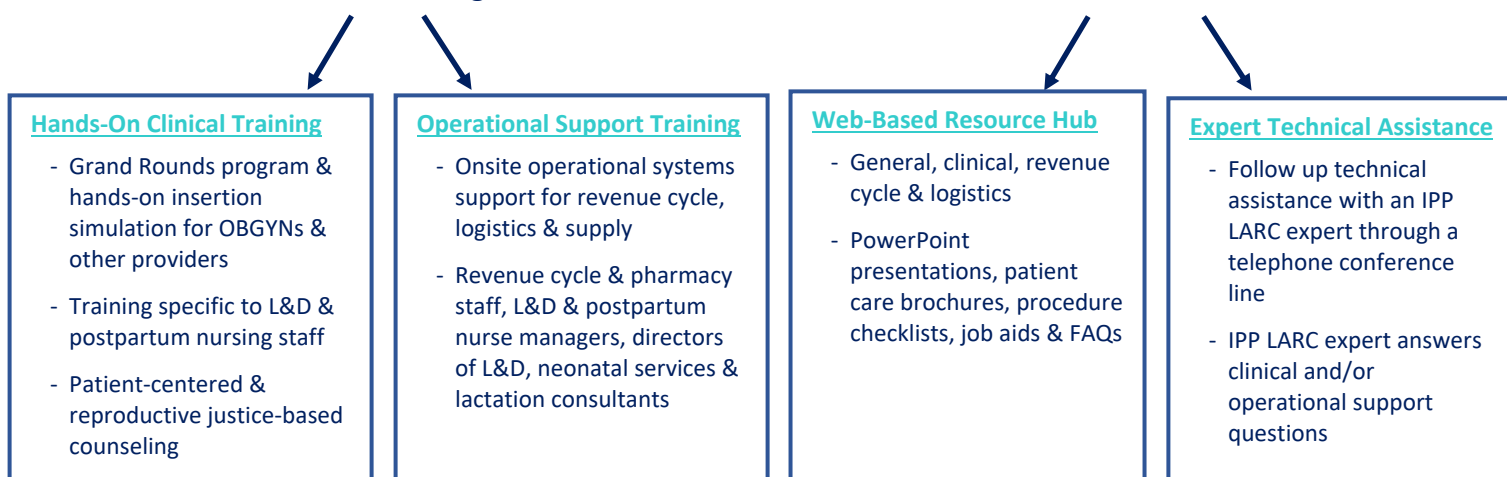 Hands-On Clinical Training
- Grand Rounds program &
hands-on insertion
simulation for OBGYNs &
other providers
- Training specific to L&D &
postpartum nursing staff
- Patient-centered &
reproductive justice-based
counseling
Operational Support Training
- Onsite operational systems
support for revenue cycle,
logistics & supply
- Revenue cycle & pharmacy
staff, L&D & postpartum
nurse managers, directors
of L&D, neonatal services &
lactation consultants
Web-Based Resource Hub
- General, clinical, revenue
cycle & logistics
- PowerPoint
presentations, patient
care brochures, procedure
checklists, job aids & FAQs
Expert Technical Assistance
- Follow up technical
assistance with an IPP
LARC expert through a
telephone conference
line
- IPP LARC expert answers
clinical and/or
operational support
questions